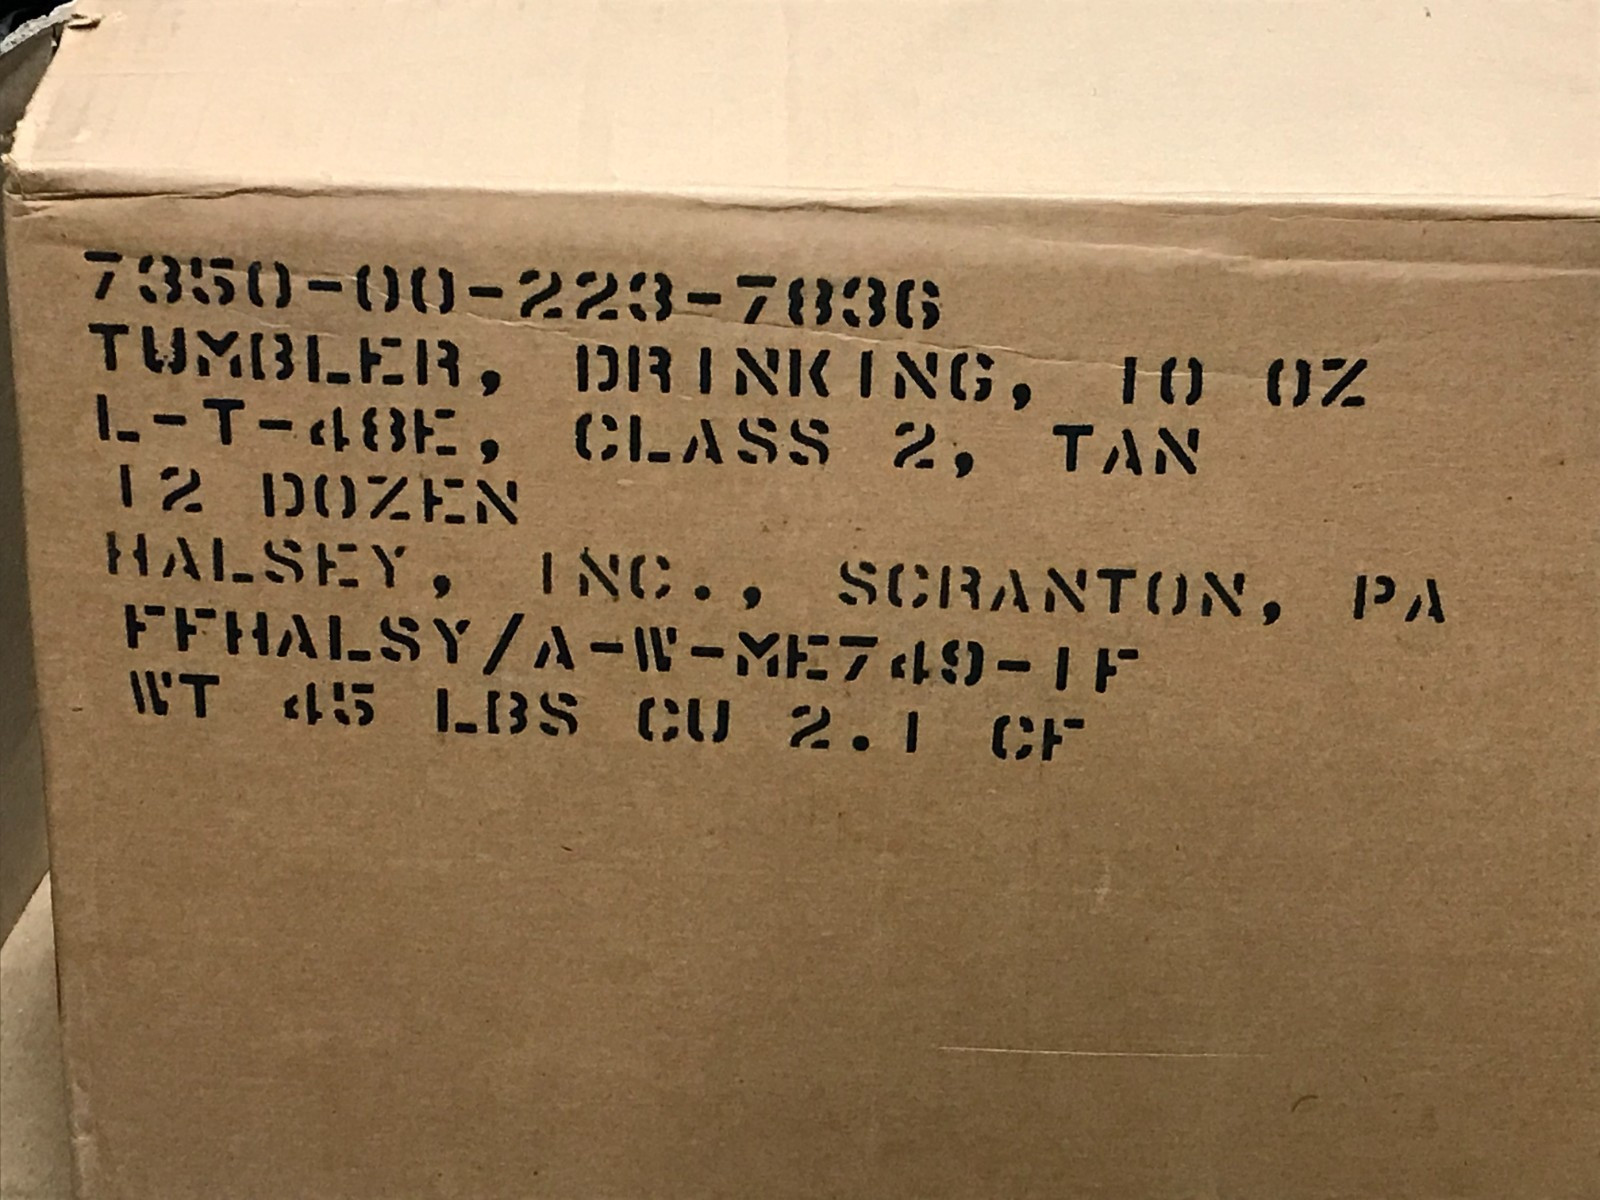 7350-00-223-7836
TUMBLER, DRINKING, 10 OZ
L-T-48E, CLASS 2, TAN
12 DOZEN
HALSEY, INC., SCRANTON, PA
FFHALSY/A-W-ME749-1F
WT 45 LBS CU 2.1 CF